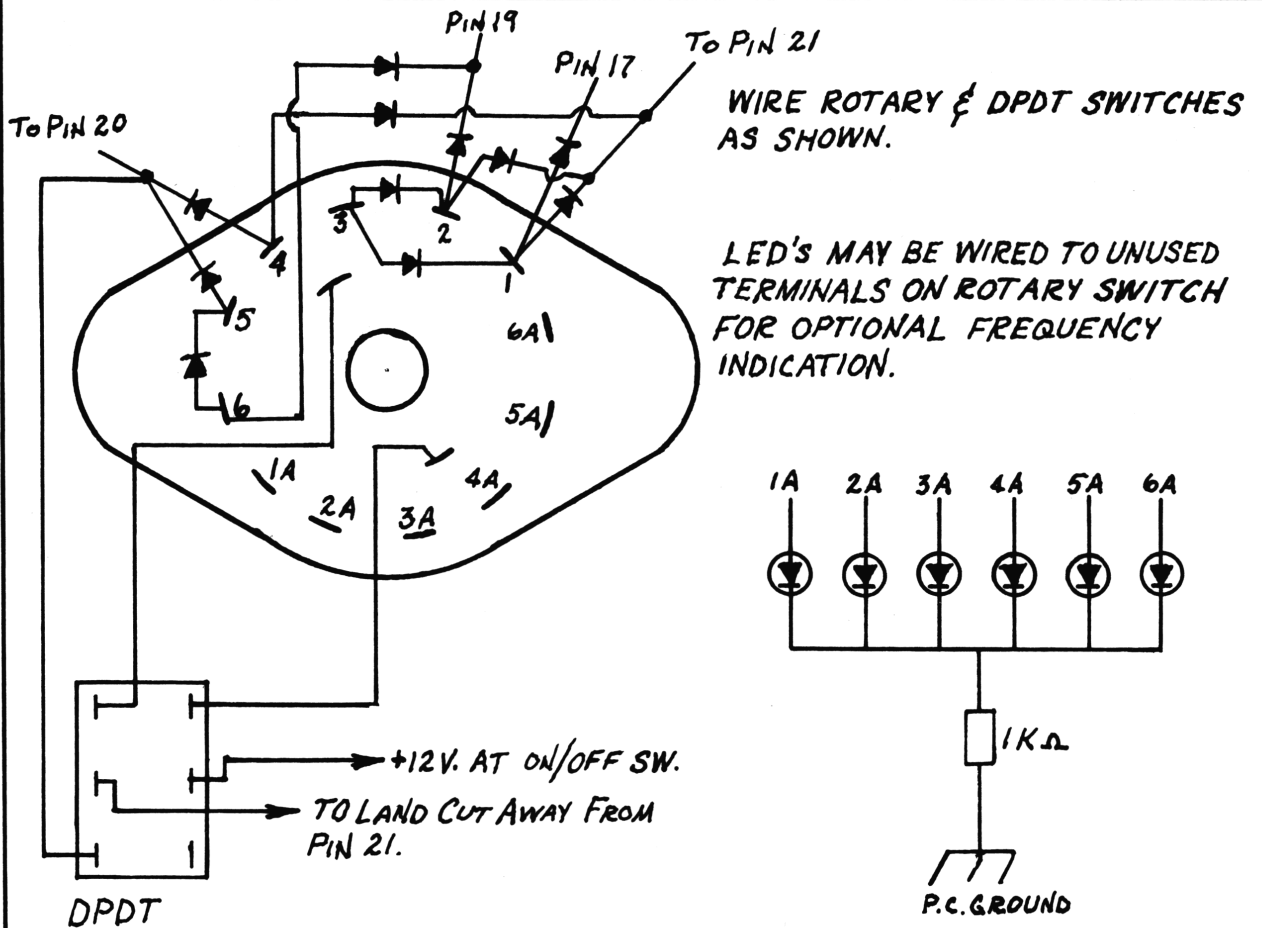 PIN 19
TO PIN 21
PIN 17
WIRE ROTARY & DPDT SWITCHES
AS SHOWN.
TO PIN 20
3
2
4
1
LED'S MAY BE WIRED TO UNUSED
TERMINALS ON ROTARY SWITCH
FOR OPTIONAL FREQUENCY
INDICATION.
5
6A
6
5A
1A
4A
2A
3A
1A 2A 3A 4A 5A 6A
1KΩ
+12V. AT ON/OFF SW.
TO LAND CUT AWAY FROM
PIN 21.
DPDT
P.C. GROUND